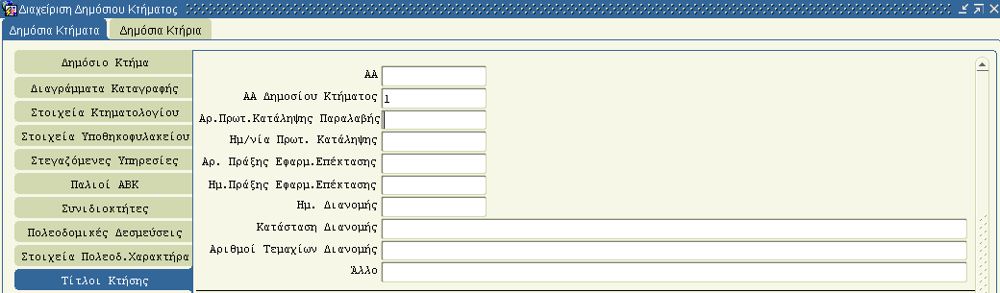 Διαχείριση Δημόσιου Κτήματος
Δημόσια Κτήματα Δημόσια Κτήρια
Δημόσιο Κτήμα
Διαγράμματα Καταγραφής
Στοιχεία Κτηματολογίου
Στοιχεία Υποθηκοφυλακείου
Στεγαζόμενες Υπηρεσίες
Παλιοί ΑΒΚ
Συνιδιοκτήτες
Πολεοδομικές Δεσμεύσεις
Στοιχεία Πολεοδ.Χαρακτήρα
Τίτλοι Κτήσης
ΑΑ
ΑΑ Δημοσίου Κτήματος 1
Αρ.Πρωτ.Κατάληψης Παραλαβής
Ημ/νία Πρωτ. Κατάληψης
Αρ. Πράξης Εφαρμ.Επέκτασης
Ημ.Πράξης Εφαρμ.Επέκτασης
Ημ. Διανομής
Κατάσταση Διανομής
Αριθμοί Τεμαχίων Διανομής
Άλλο